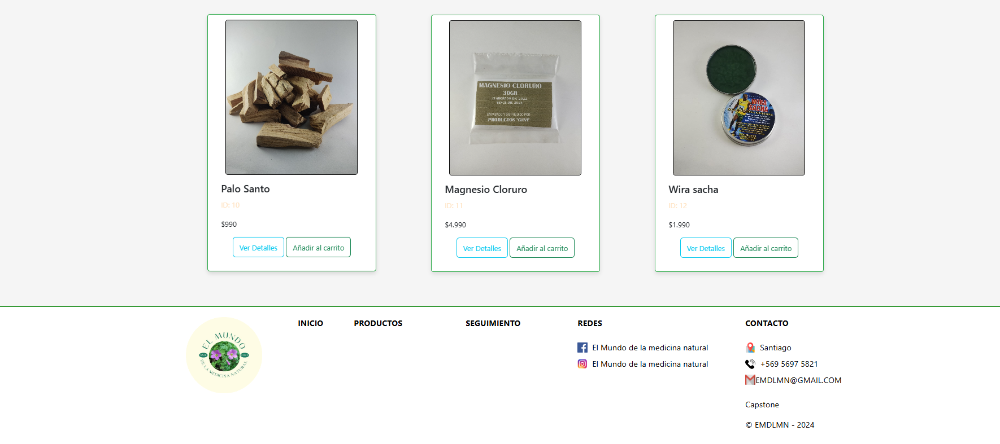 MAGNESIO CLORURO
30GR
ELABORADO DIC 2022
VENCE DIC 2024
ENVASADO Y DISTRIBUIDO POR:
PRODUCTOS "GEVI"
WIRA
SACHA
Palo Santo
ID: 10
$990
Ver Detalles Añadir al carrito
Magnesio Cloruro
ID: 11
$4.990
Ver Detalles Añadir al carrito
Wira sacha
ID: 12
$1.990
Ver Detalles Añadir al carrito
EL MUNDO
DE LA MEDICINA NATURAL
INICIO
PRODUCTOS
SEGUIMIENTO
REDES
El Mundo de la medicina natural
El Mundo de la medicina natural
CONTACTO
Santiago
+569 5697 5821
EMDLMN@GMAIL.COM
Capstone
© EMDLMN - 2024